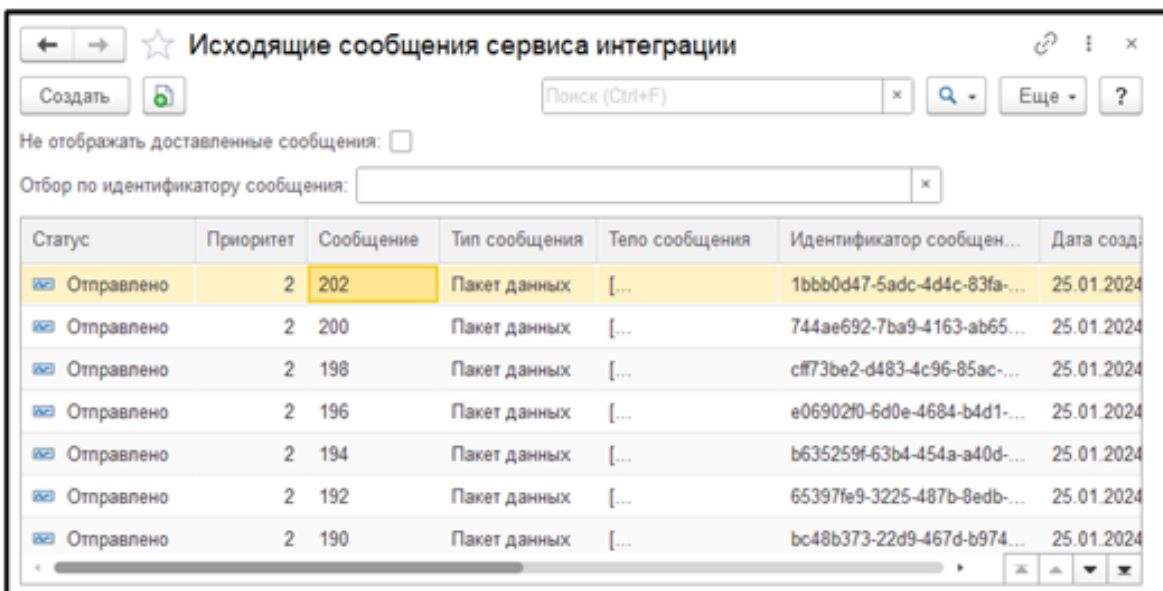 Исходящие сообщения сервиса интеграции
Создать Поиск (Ctrl+F) Еще ?
Не отображать доставленные сообщения:
Отбор по идентификатору сообщения:
Статус Приоритет Сообщение Тип сообщения Тело сообщения Идентификатор сообщен... Дата созда
Отправлено 2 202 Пакет данных [... 1bbb0d47-5adc-4d4c-83fa-... 25.01.2024
Отправлено 2 200 Пакет данных [... 744ae692-7ba9-4163-ab65... 25.01.2024
Отправлено 2 198 Пакет данных [... cff73be2-d483-4c96-85ac-... 25.01.2024
Отправлено 2 196 Пакет данных [... e06902f0-6d0e-4684-b4d1-... 25.01.2024
Отправлено 2 194 Пакет данных [... b635259f-63b4-454a-a40d-... 25.01.2024
Отправлено 2 192 Пакет данных [... 65397fe9-3225-487b-8edb-... 25.01.2024
Отправлено 2 190 Пакет данных [... bc48b373-22d9-467d-b974... 25.01.2024